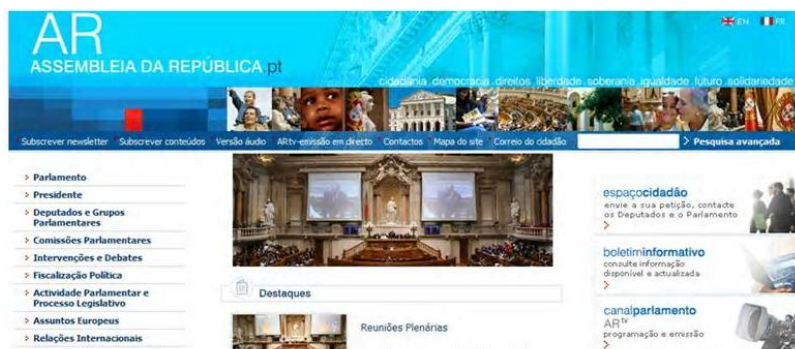 AR
ASSEMBLEIA DA REPÚBLICA.pt
EN FR
cidadania.democracia.direitos.liberdade.soberania.igualdade.futuro.solidariedade
Subscrever newsletter Subscrever conteúdos Versão áudio ARtv-emissão em directo Contactos Mapa do site Correio do cidadão > Pesquisa avançada
> Parlamento
> Presidente
> Deputados e Grupos
Parlamentares
> Comissões Parlamentares
> Intervenções e Debates
> Fiscalização Política
> Actividade Parlamentar e
Processo Legislativo
> Assuntos Europeus
> Relações Internacionais
Destaques
Reuniões Plenárias
espaçocidadão
envie a sua petição, contacte
os Deputados e o Parlamento
>
boletiminformativo
consulte informação
disponível e actualizada
>
canalparlamento
ARtv
programação e emissão
>